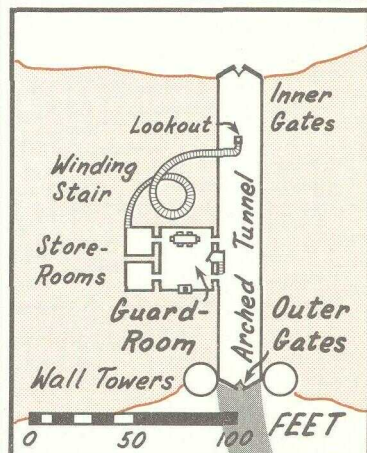 Inner
Gates
Lookout
Winding
Stair
Arched Tunnel
Store-
Rooms
Guard-
Room
Outer
Gates
Wall Towers
0 50 100 FEET